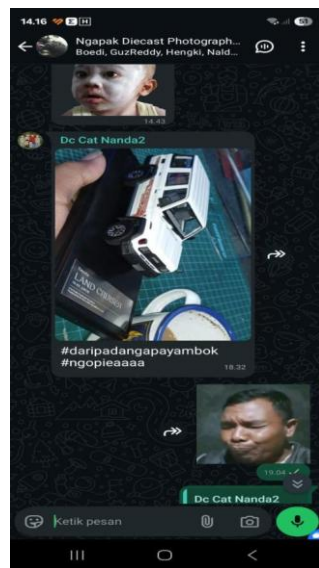 14.16
Ngapak Diecast Photograph...
Boedi, GuzReddy, Hengki, Nald...
14.43
Dc Cat Nanda2
LAND CRUISER
#daripadangapayambok
#ngopieaaaa
18.32
19.04
Dc Cat Nanda2
Ketik pesan